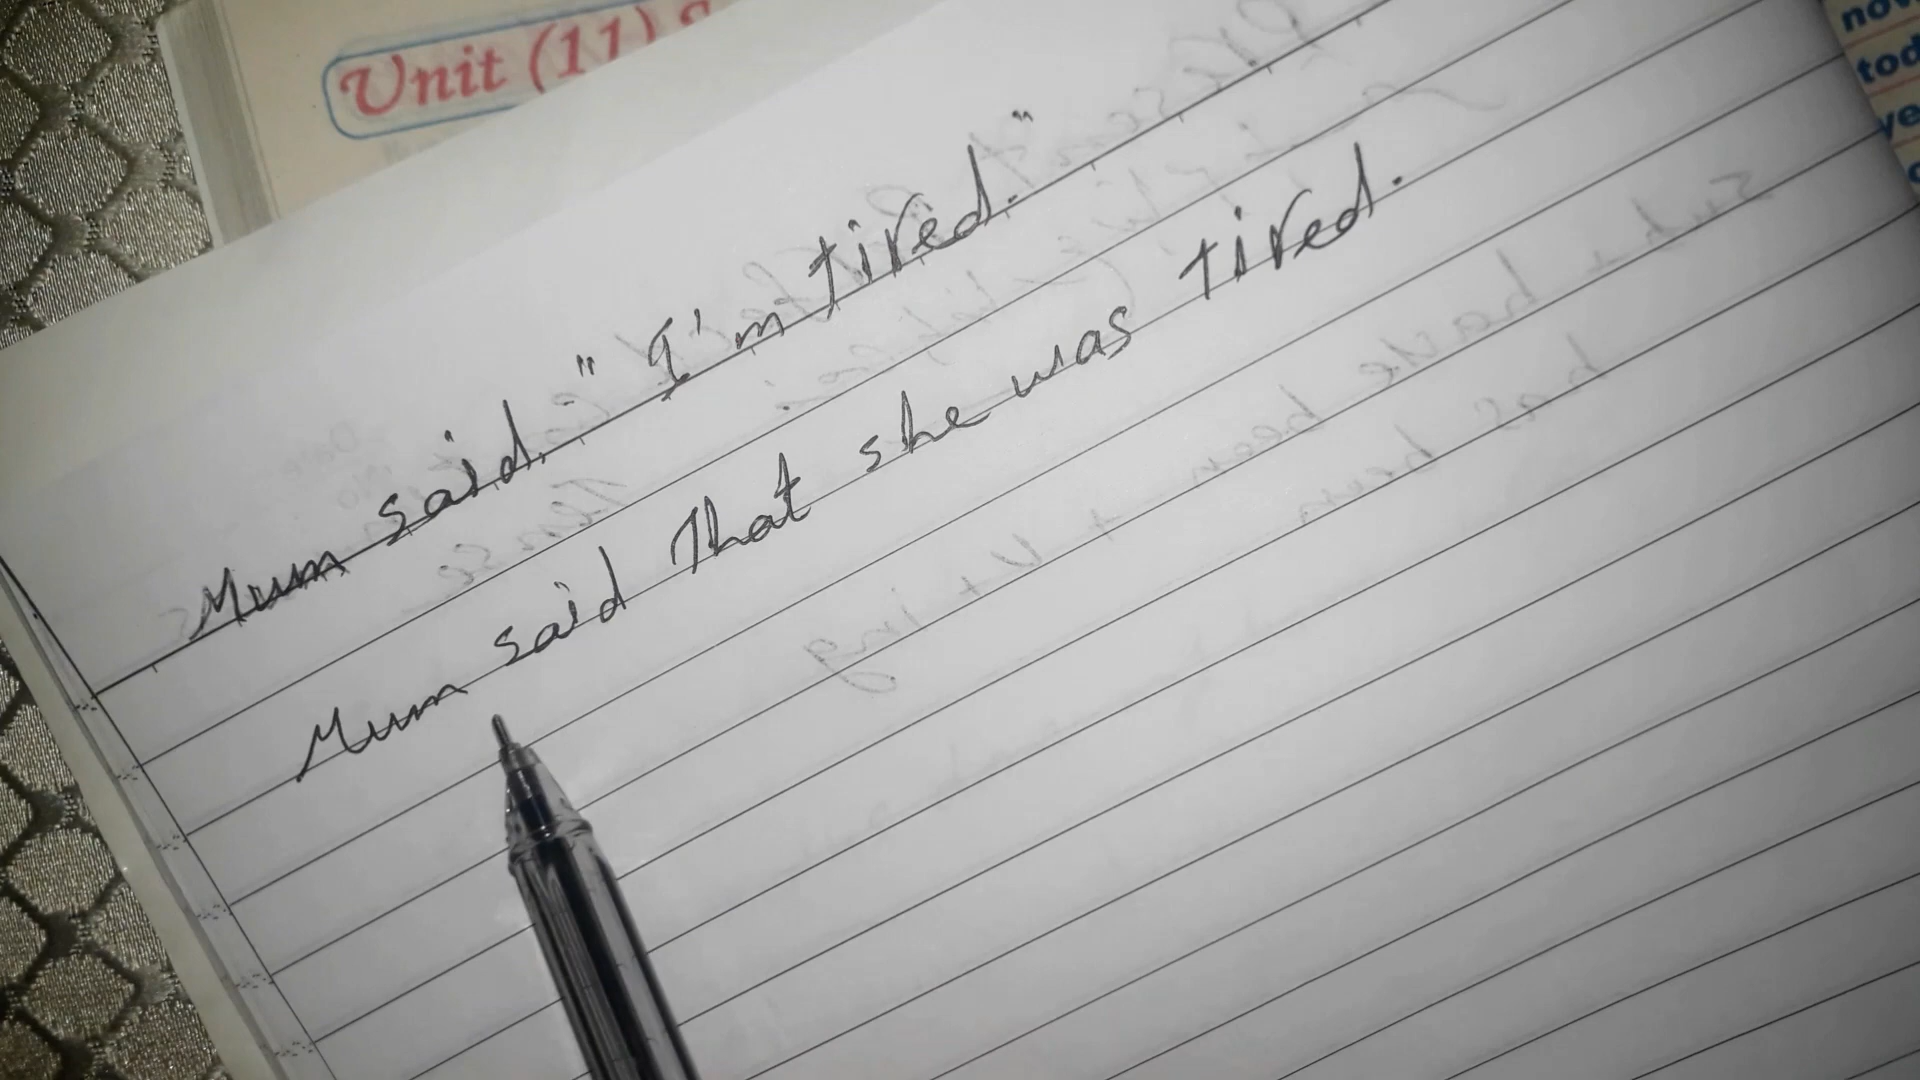 Unit (11)
Mum said, "I'm tired."
Mum said That she was tired.